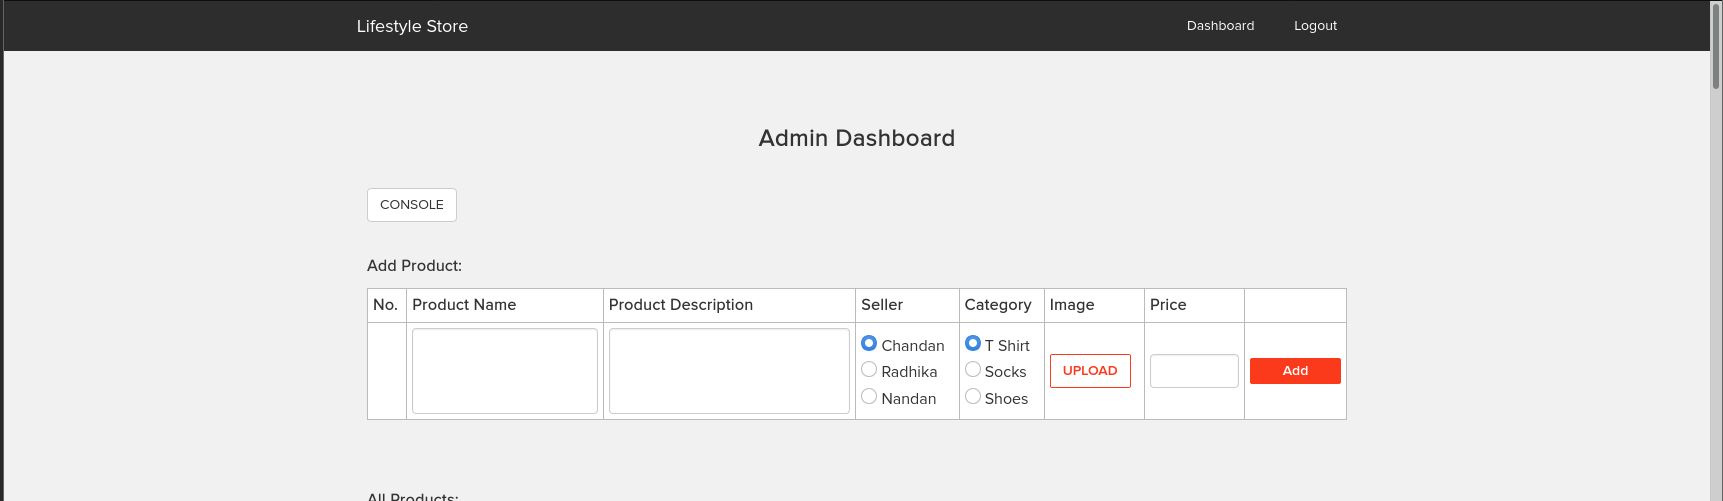 Lifestyle Store Dashboard Logout
Admin Dashboard
CONSOLE
Add Product:
No. Product Name Product Description Seller Category Image Price
Chandan T Shirt
Radhika Socks UPLOAD Add
Nandan Shoes
All Products: